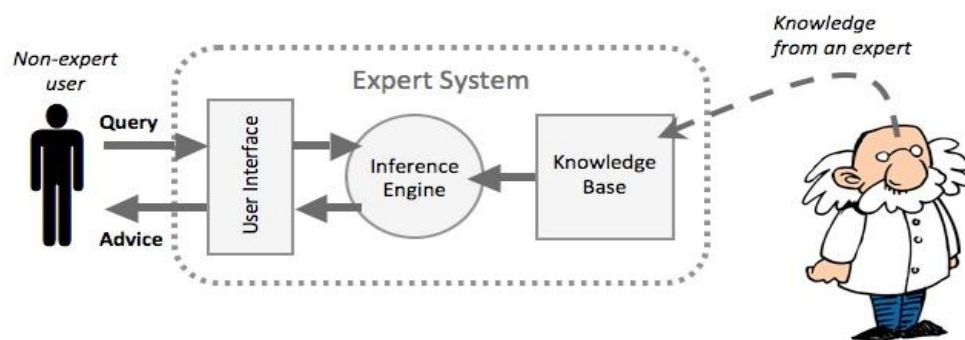 Non-expert
user
Query
Advice
Expert System
User Interface
Inference
Engine
Knowledge
Base
Knowledge
from an expert